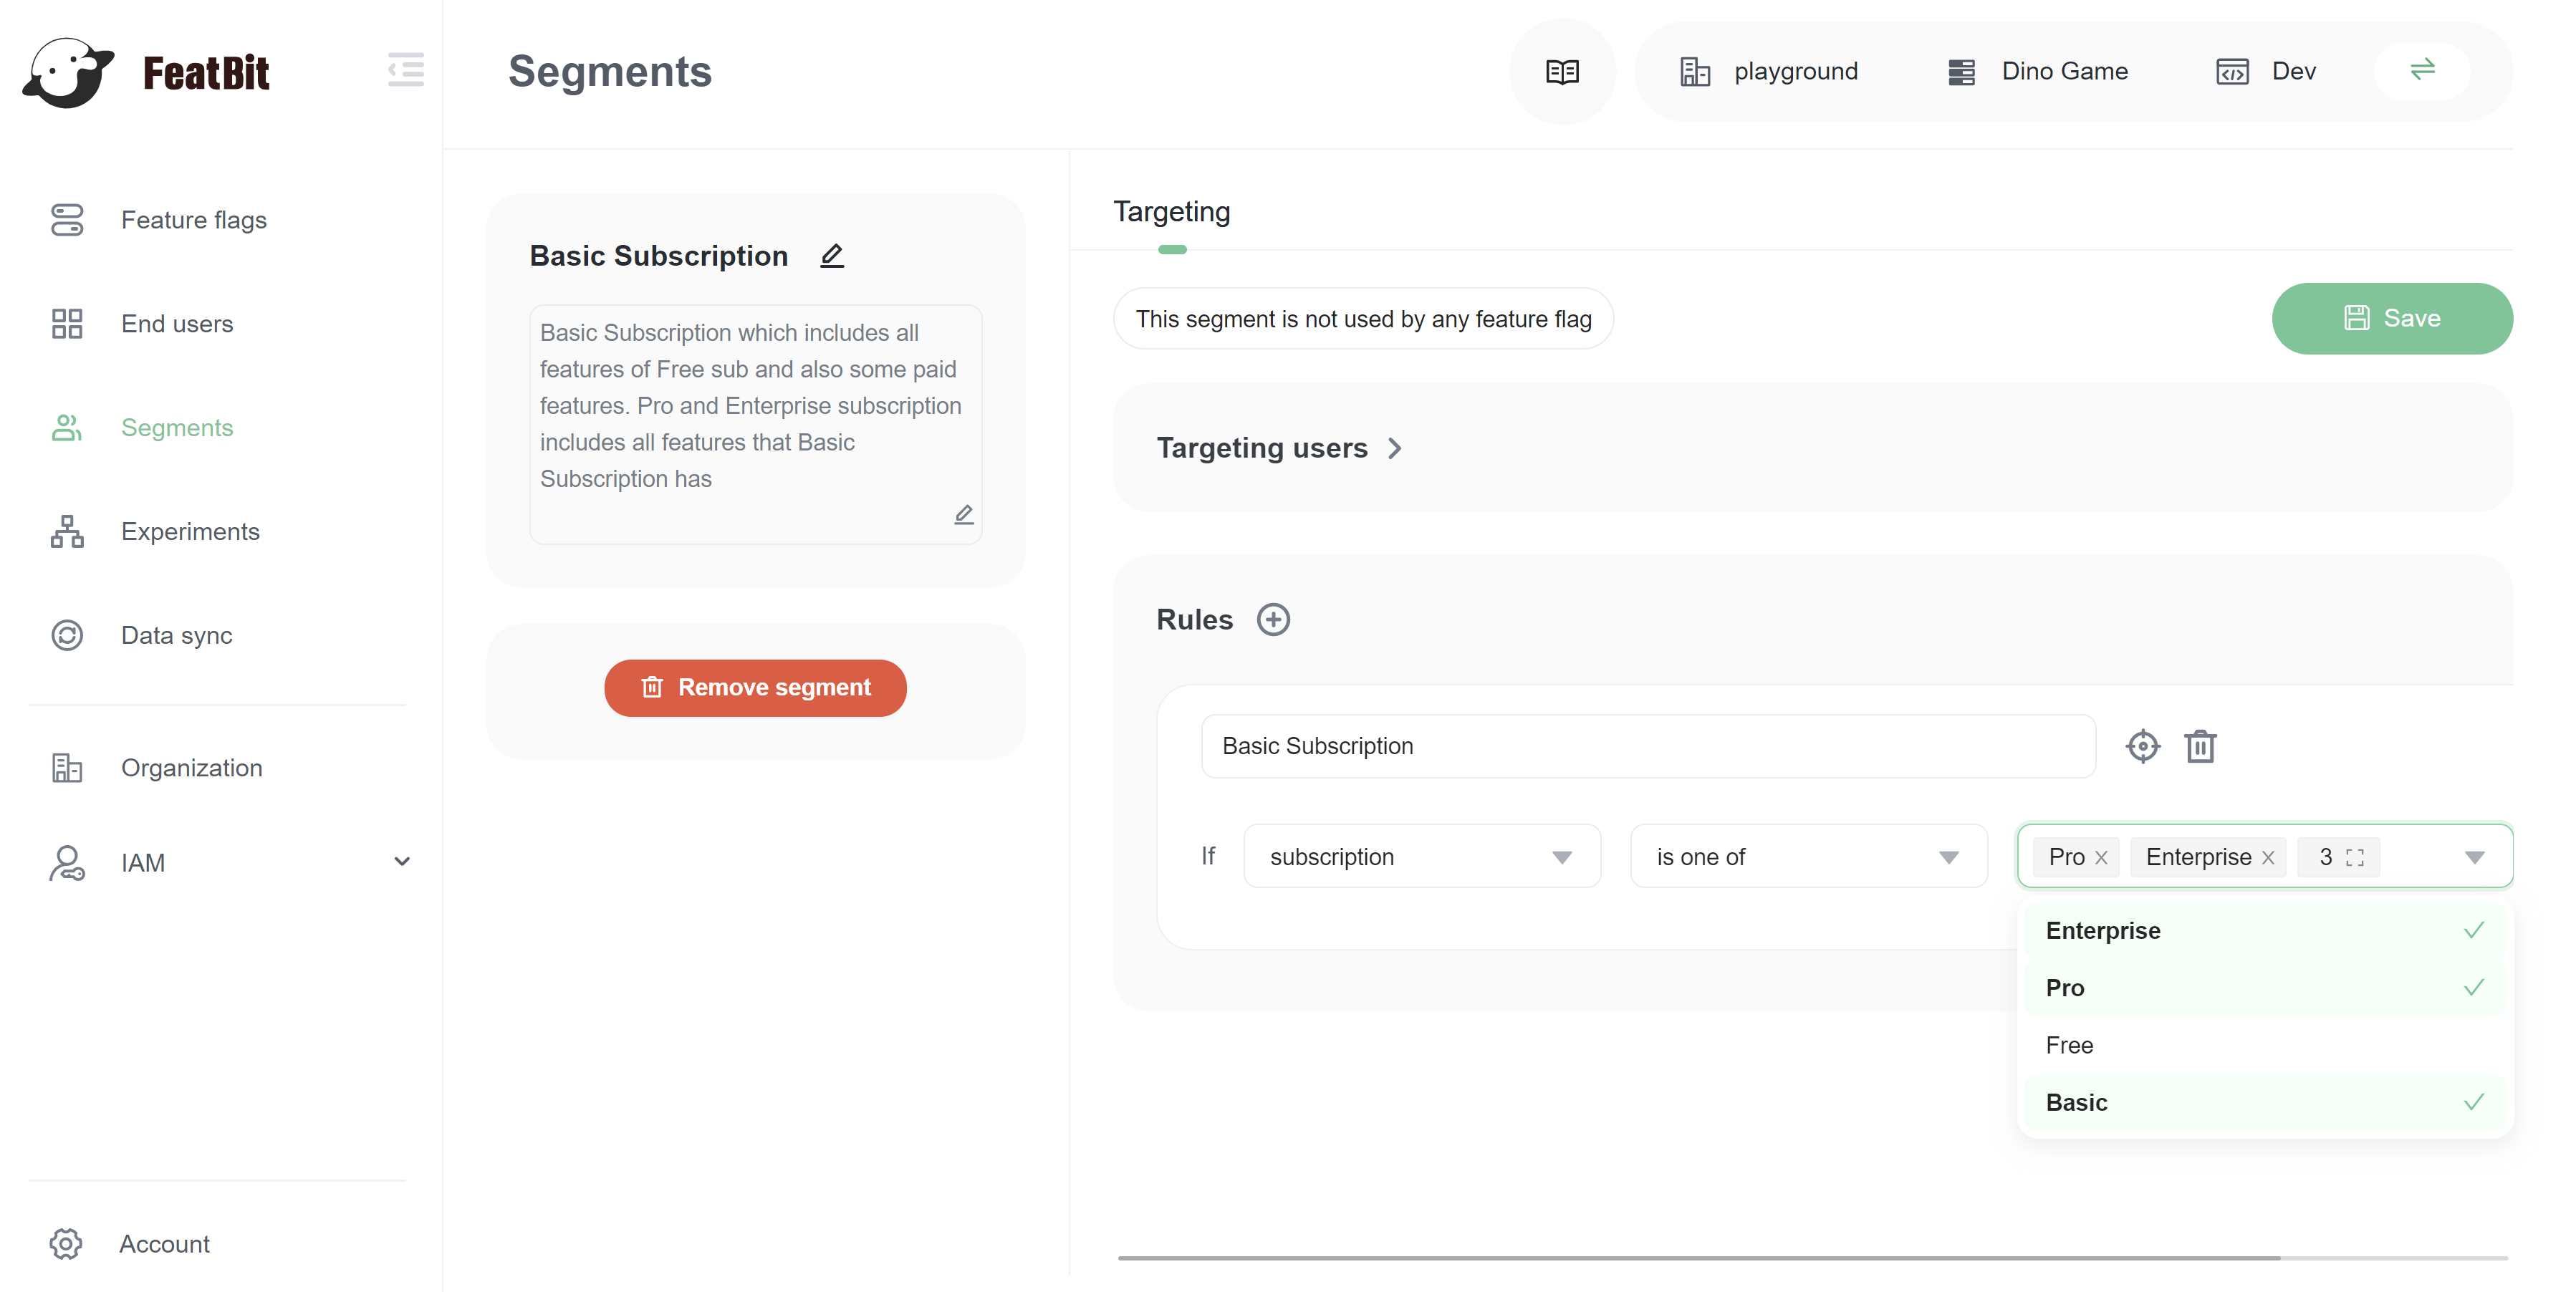 FeatBit
Segments
playground
Dino Game
Dev
Feature flags
End users
Segments
Experiments
Data sync
Organization
IAM
Account
Basic Subscription
Basic Subscription which includes all
features of Free sub and also some paid
features. Pro and Enterprise subscription
includes all features that Basic
Subscription has
Remove segment
Targeting
This segment is not used by any feature flag
Save
Targeting users
Rules
Basic Subscription
If
subscription
is one of
Pro
Enterprise
3
Enterprise
Pro
Free
Basic